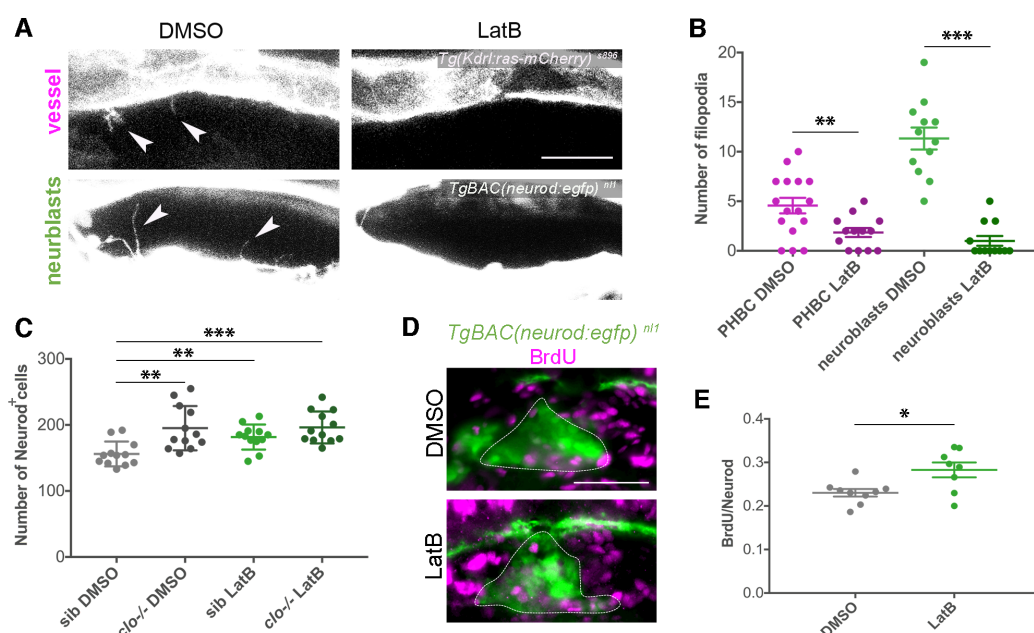 A
DMSO
LatB
vessel
Tg(Kdrl:ras-mCherry) s896
neurblasts
TgBAC(neurod:egfp) nl1
B
Number of filopodia
20
15
10
5
0
**
***
PHBC DMSO
PHBC LatB
neuroblasts DMSO
neuroblasts LatB
C
Number of Neurod+cells
300
200
100
0
***
**
**
sib DMSO
clo-/- DMSO
sib LatB
clo-/- LatB
D
TgBAC(neurod:egfp) nl1
BrdU
DMSO
LatB
E
BrdU/Neurod
0.4
0.3
0.2
0.1
0.0
*
DMSO
LatB